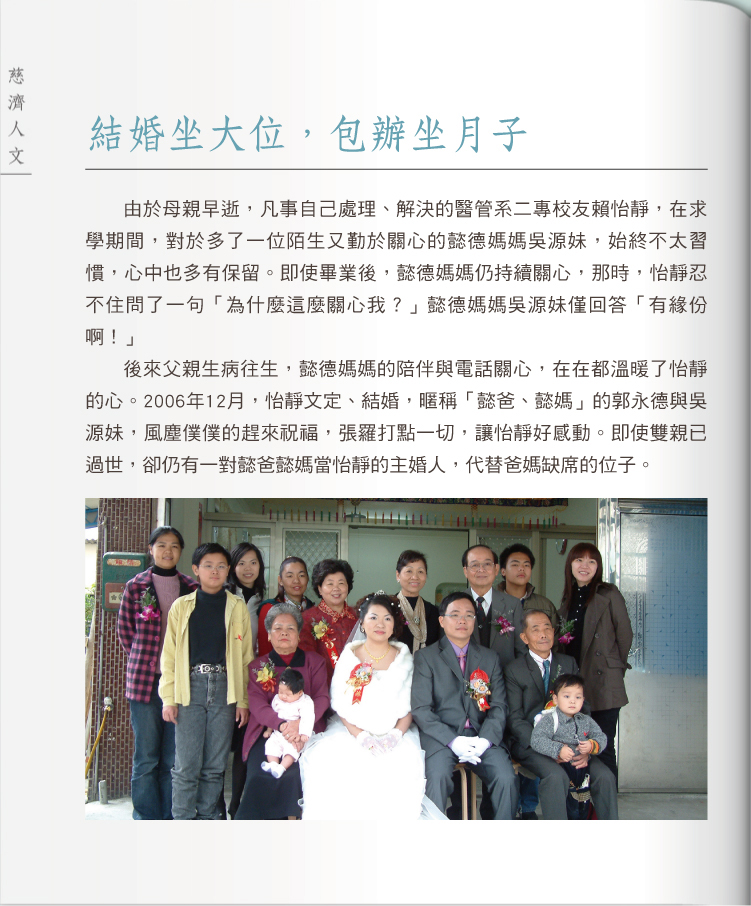 慈濟人文
結婚坐大位，包辦坐月子
由於母親早逝，凡事自己處理、解決的醫管系二專校友賴怡靜，在求
學期間，對於多了一位陌生又勤於關心的懿德媽媽吳源妹，始終不太習
慣，心中也多有保留。即使畢業後，懿德媽媽仍持續關心，那時，怡靜忍
不住問了一句「為什麼這麼關心我？」懿德媽媽吳源妹僅回答「有緣份
啊！」
後來父親生病往生，懿德媽媽的陪伴與電話關心，在在都溫暖了怡靜
的心。2006年12月，怡靜文定、結婚，暱稱「懿爸、懿媽」的郭永德與吳
源妹，風塵僕僕的趕來祝福，張羅打點一切，讓怡靜好感動。即使雙親已
過世，卻仍有一對懿爸懿媽當怡靜的主婚人，代替爸媽缺席的位子。